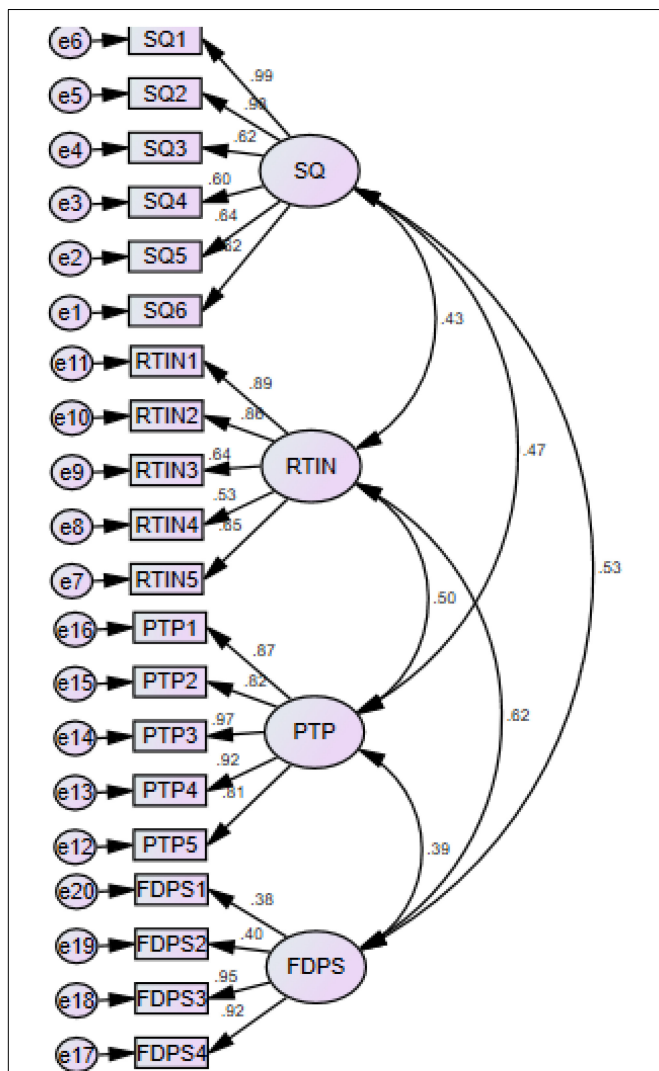 e6 SQ1
.99
e5 SQ2
e4 SQ3 .62
SQ
e3 SQ4 .60
.64
e2 SQ5
e1 SQ6
.43
e11 RTIN1
.89
e10 RTIN2 .86
.47
e9 RTIN3 .64
RTIN
e8 RTIN4 .53
.53
e7 RTIN5
.50
e16 PTP1
.87
e15 PTP2 .82
e14 PTP3 .97
PTP
.62
e13 PTP4 .92
.81
e12 PTP5
.39
e20 FDPS1
.38
e19 FDPS2 .40
FDPS
e18 FDPS3 .95
.92
e17 FDPS4